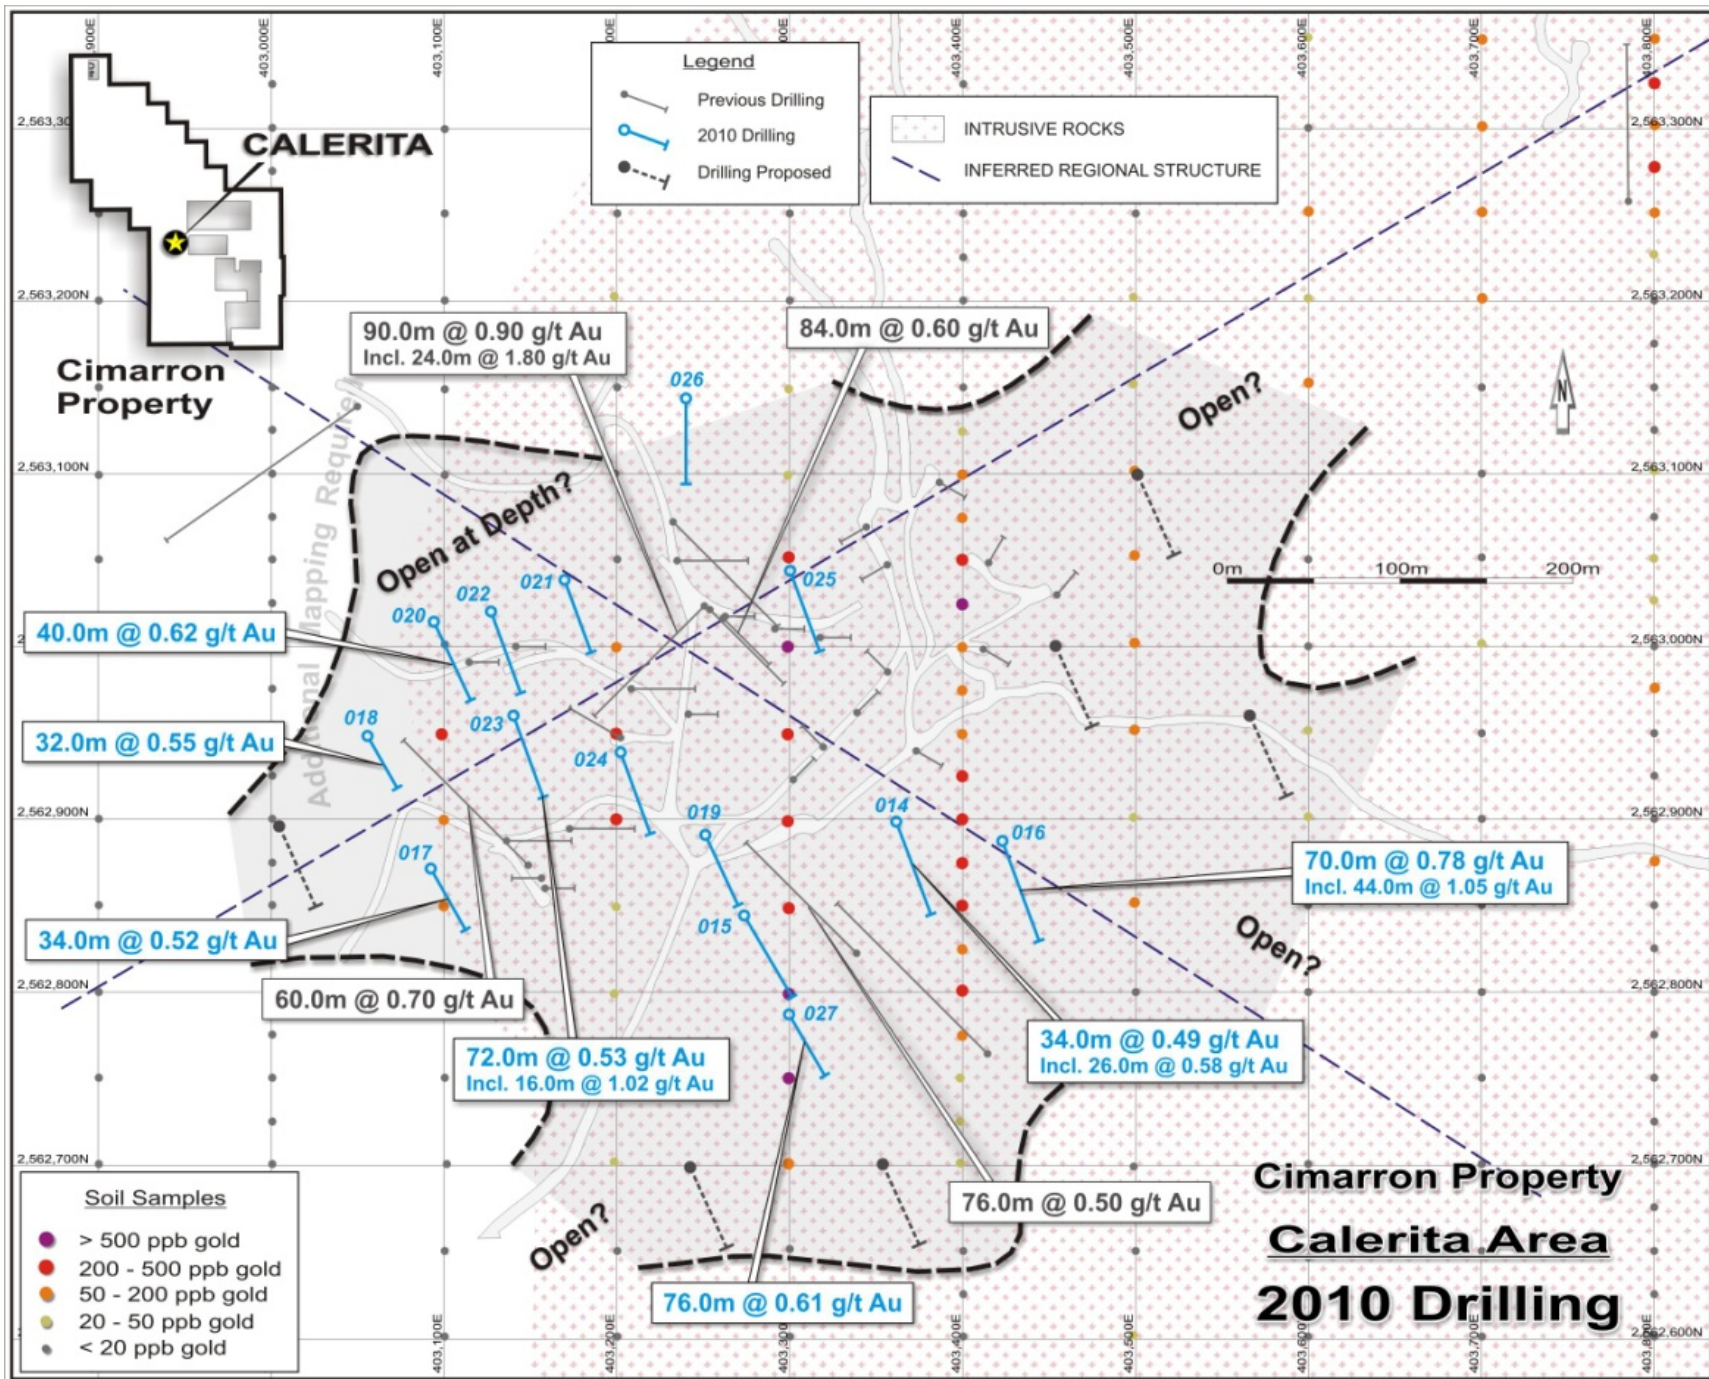 403,000E
403,100E
403,400E
403,500E
403,600E
403,700E
403,800E
Legend
Previous Drilling
2010 Drilling
Drilling Proposed
INTRUSIVE ROCKS
INFERRED REGIONAL STRUCTURE
2,563,300N
CALERITA
2,563,200N
2,563,200N
Cimarron
Property
90.0m @ 0.90 g/t Au
Incl. 24.0m @ 1.80 g/t Au
84.0m @ 0.60 g/t Au
026
N
Open?
2,563,100N
2,563,100N
Open at Depth?
0m
100m
200m
021
025
022
020
40.0m @ 0.62 g/t Au
2,563,000N
018
023
32.0m @ 0.55 g/t Au
024
2,562,900N
2,562,900N
019
014
016
017
70.0m @ 0.78 g/t Au
Incl. 44.0m @ 1.05 g/t Au
015
34.0m @ 0.52 g/t Au
Open?
2,562,800N
2,562,800N
60.0m @ 0.70 g/t Au
027
72.0m @ 0.53 g/t Au
Incl. 16.0m @ 1.02 g/t Au
34.0m @ 0.49 g/t Au
Incl. 26.0m @ 0.58 g/t Au
2,562,700N
2,562,700N
76.0m @ 0.50 g/t Au
Open?
76.0m @ 0.61 g/t Au
Cimarron Property
Calerita Area
2010 Drilling
Soil Samples
> 500 ppb gold
200 - 500 ppb gold
50 - 200 ppb gold
20 - 50 ppb gold
< 20 ppb gold
2,562,600N
403,100E
403,200E
403,300E
403,400E
403,500E
403,600E
403,700E
403,800E